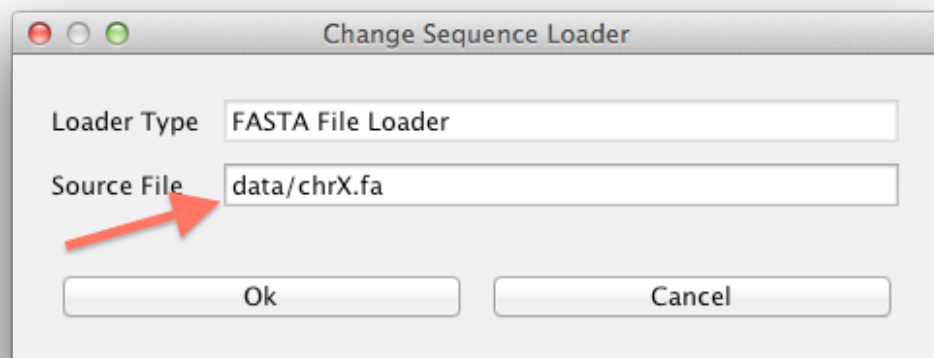 Change Sequence Loader
Loader Type FASTA File Loader
Source File data/chrX.fa
Ok Cancel